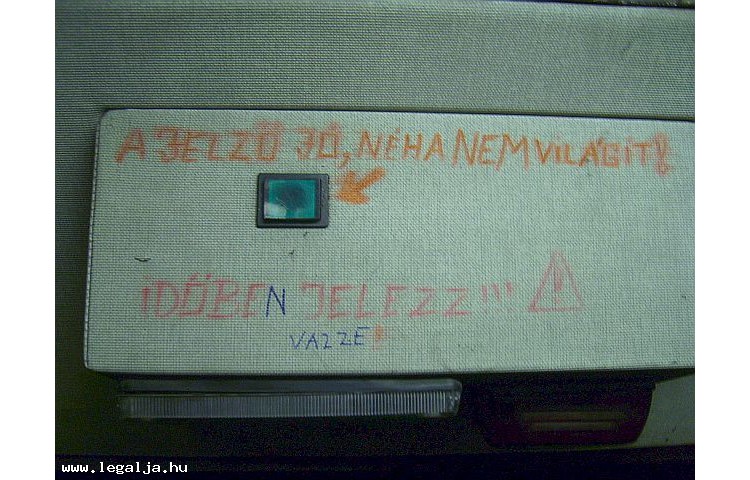 A JELZŐ JÓ, NÉHA NEM VILÁGÍT!
IDŐBEN JELEZZ!!!
VAZZE!
www.legalja.hu